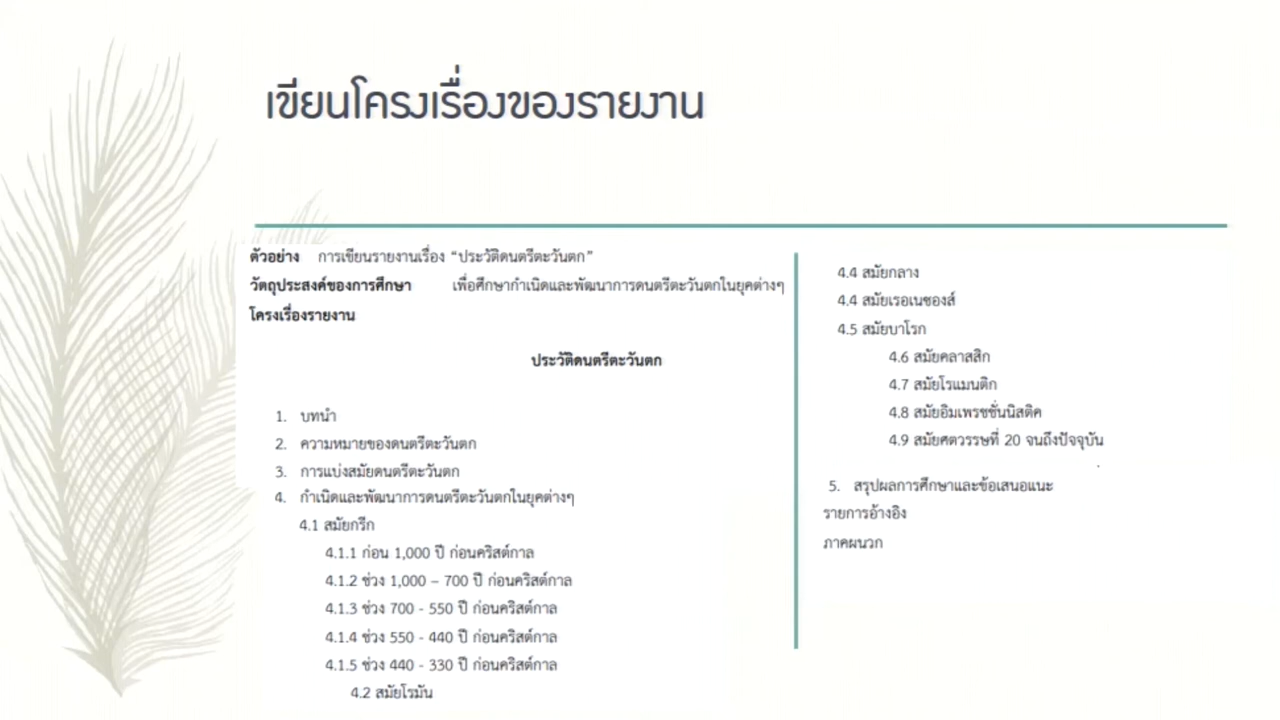 เขียนโครงเรื่องของรายงาน
ตัวอย่าง การเขียนรายงานเรื่อง “ประวัติดนตรีตะวันตก”
วัตถุประสงค์ของการศึกษา เพื่อศึกษากำเนิดและพัฒนาการดนตรีตะวันตกในยุคต่างๆ
โครงเรื่องรายงาน
ประวัติดนตรีตะวันตก
1. บทนำ
2. ความหมายของดนตรีตะวันตก
3. การแบ่งสมัยดนตรีตะวันตก
4. กำเนิดและพัฒนาการดนตรีตะวันตกในยุคต่างๆ
4.1 สมัยกรีก
4.1.1 ก่อน 1,000 ปี ก่อนคริสต์กาล
4.1.2 ช่วง 1,000 – 700 ปี ก่อนคริสต์กาล
4.1.3 ช่วง 700 - 550 ปี ก่อนคริสต์กาล
4.1.4 ช่วง 550 - 440 ปี ก่อนคริสต์กาล
4.1.5 ช่วง 440 - 330 ปี ก่อนคริสต์กาล
4.2 สมัยโรมัน
4.4 สมัยกลาง
4.4 สมัยเรอเนซองส์
4.5 สมัยบาโรก
4.6 สมัยคลาสสิก
4.7 สมัยโรแมนติก
4.8 สมัยอิมเพรชชั่นนิสติค
4.9 สมัยศตวรรษที่ 20 จนถึงปัจจุบัน
5. สรุปผลการศึกษาและข้อเสนอแนะ
รายการอ้างอิง
ภาคผนวก